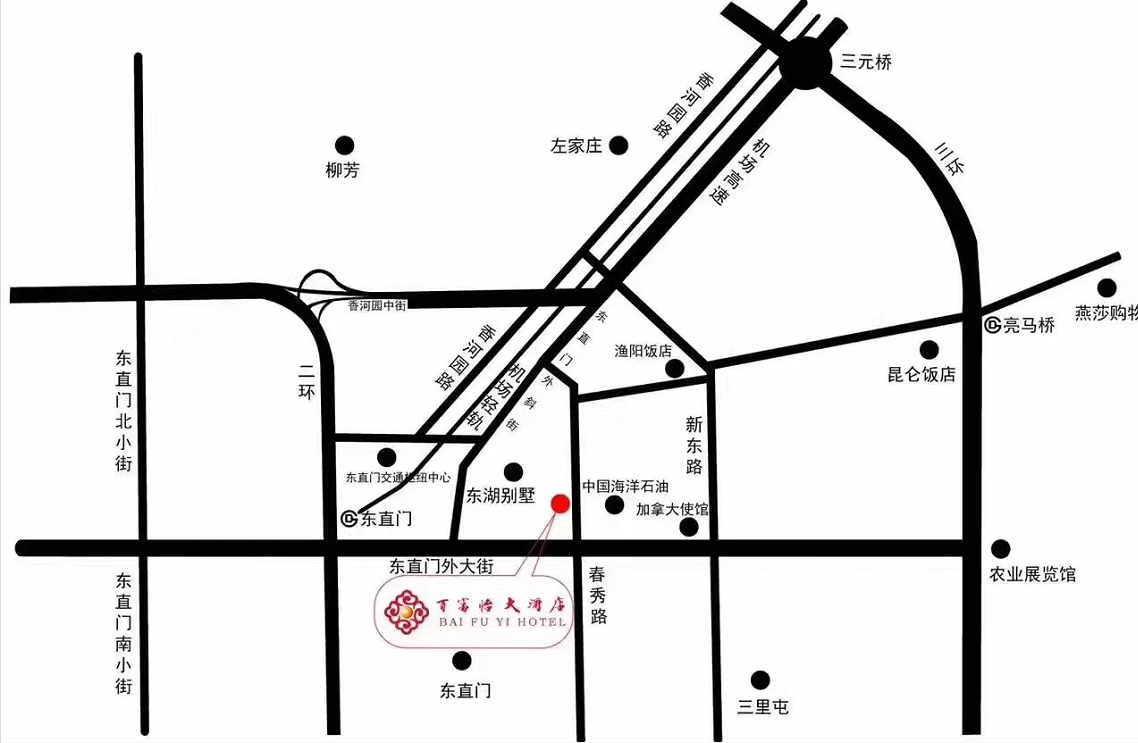 三元桥
香河园路
三环
机场高速
左家庄
柳芳
燕莎购物
香河园中街
亮马桥
东直门外斜街
香河园路
渔阳饭店
昆仑饭店
东直门北小街
二环
机场轻轨
新东路
东直门交通枢纽中心
东湖别墅
中国海洋石油
加拿大使馆
东直门
东直门外大街
农业展览馆
东直门南小街
春秀路
百富怡大酒店
BAI FU YI HOTEL
东直门
三里屯